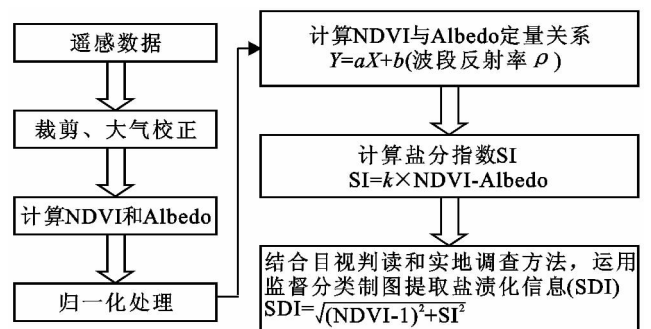 遥感数据
裁剪、大气校正
计算NDVI和Albedo
归一化处理
计算NDVI与Albedo定量关系
Y=aX+b(波段反射率ρ)
计算盐分指数SI
SI=k×NDVI-Albedo
结合目视判读和实地调查方法，运用
监督分类制图提取盐渍化信息(SDI)
SDI=√(NDVI-1)²+SI²